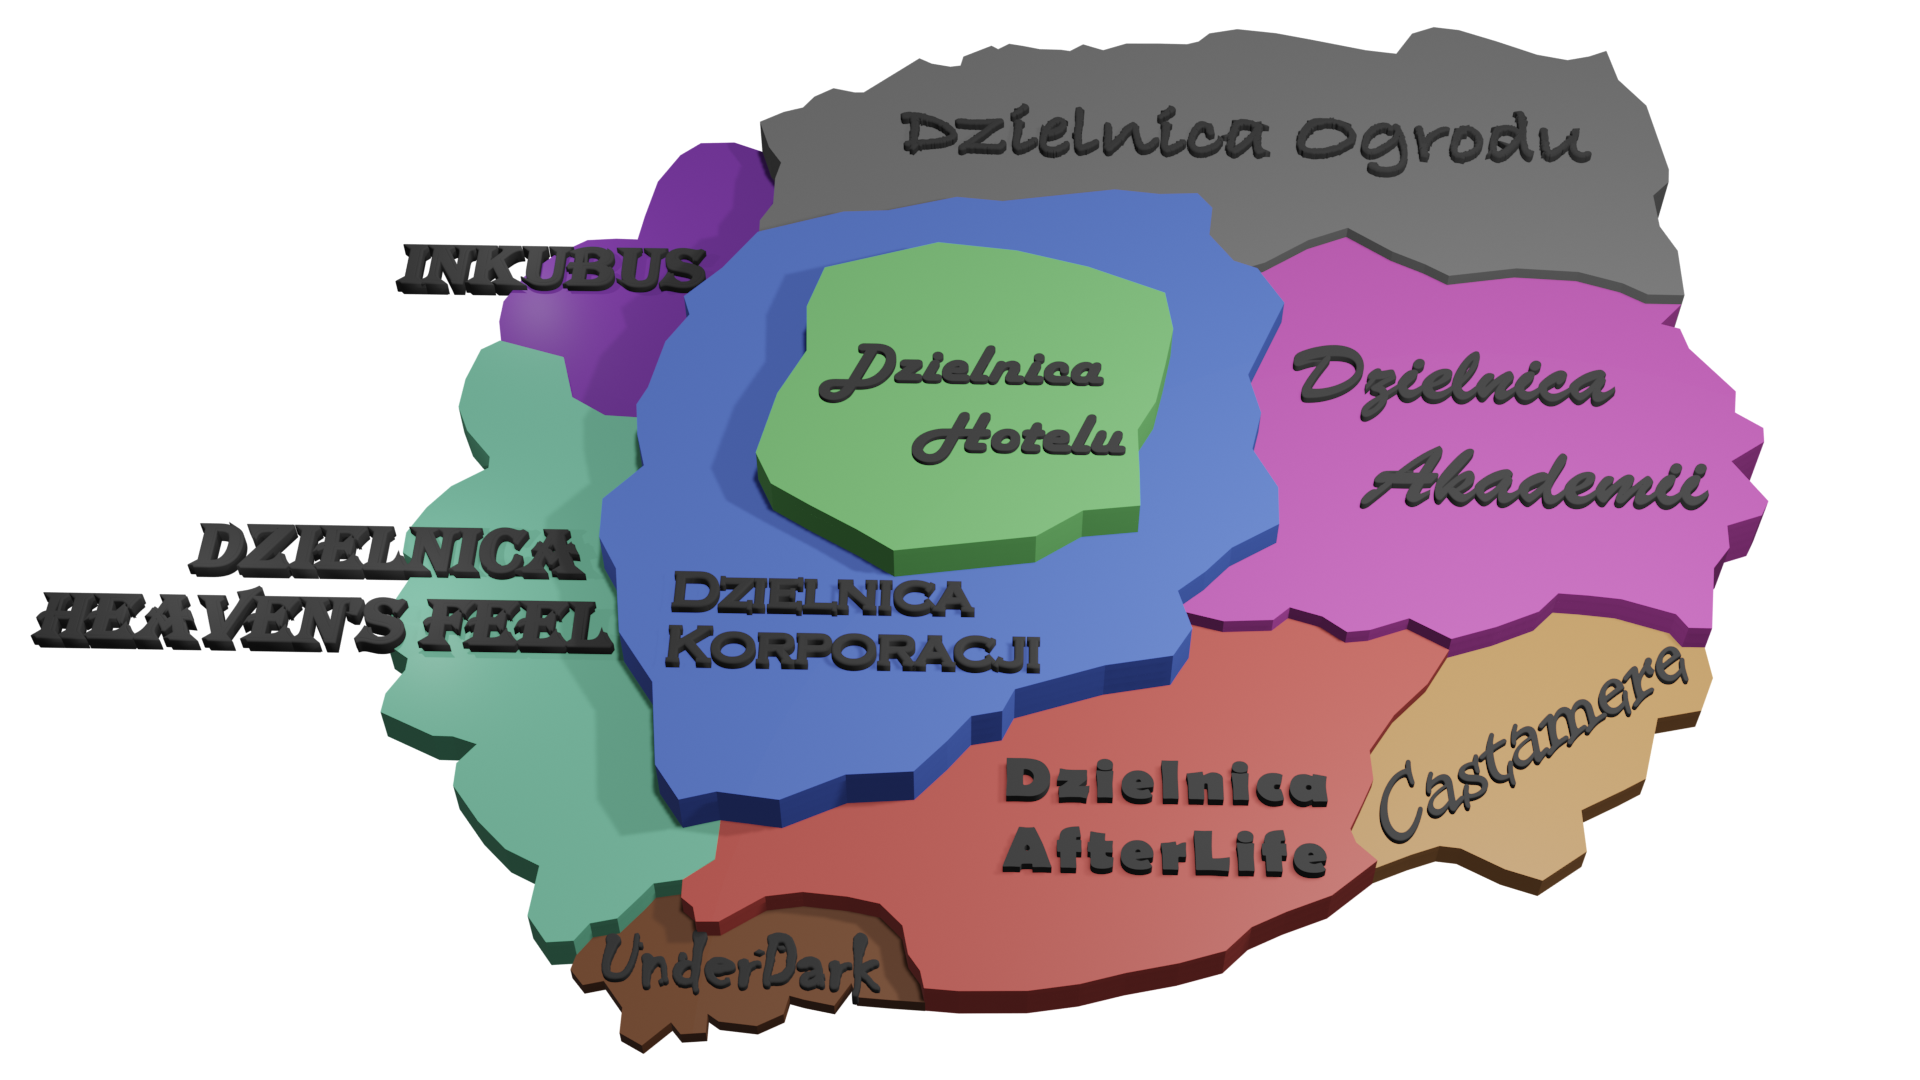 Dzielnica Ogrodu
INKUBUS
Dzielnica
Hotelu
Dzielnica
Akademii
DZIELNICA
HEAVEN'S FEEL
DZIELNICA
KORPORACJI
Castamere
Dzielnica
AfterLife
UnderDark